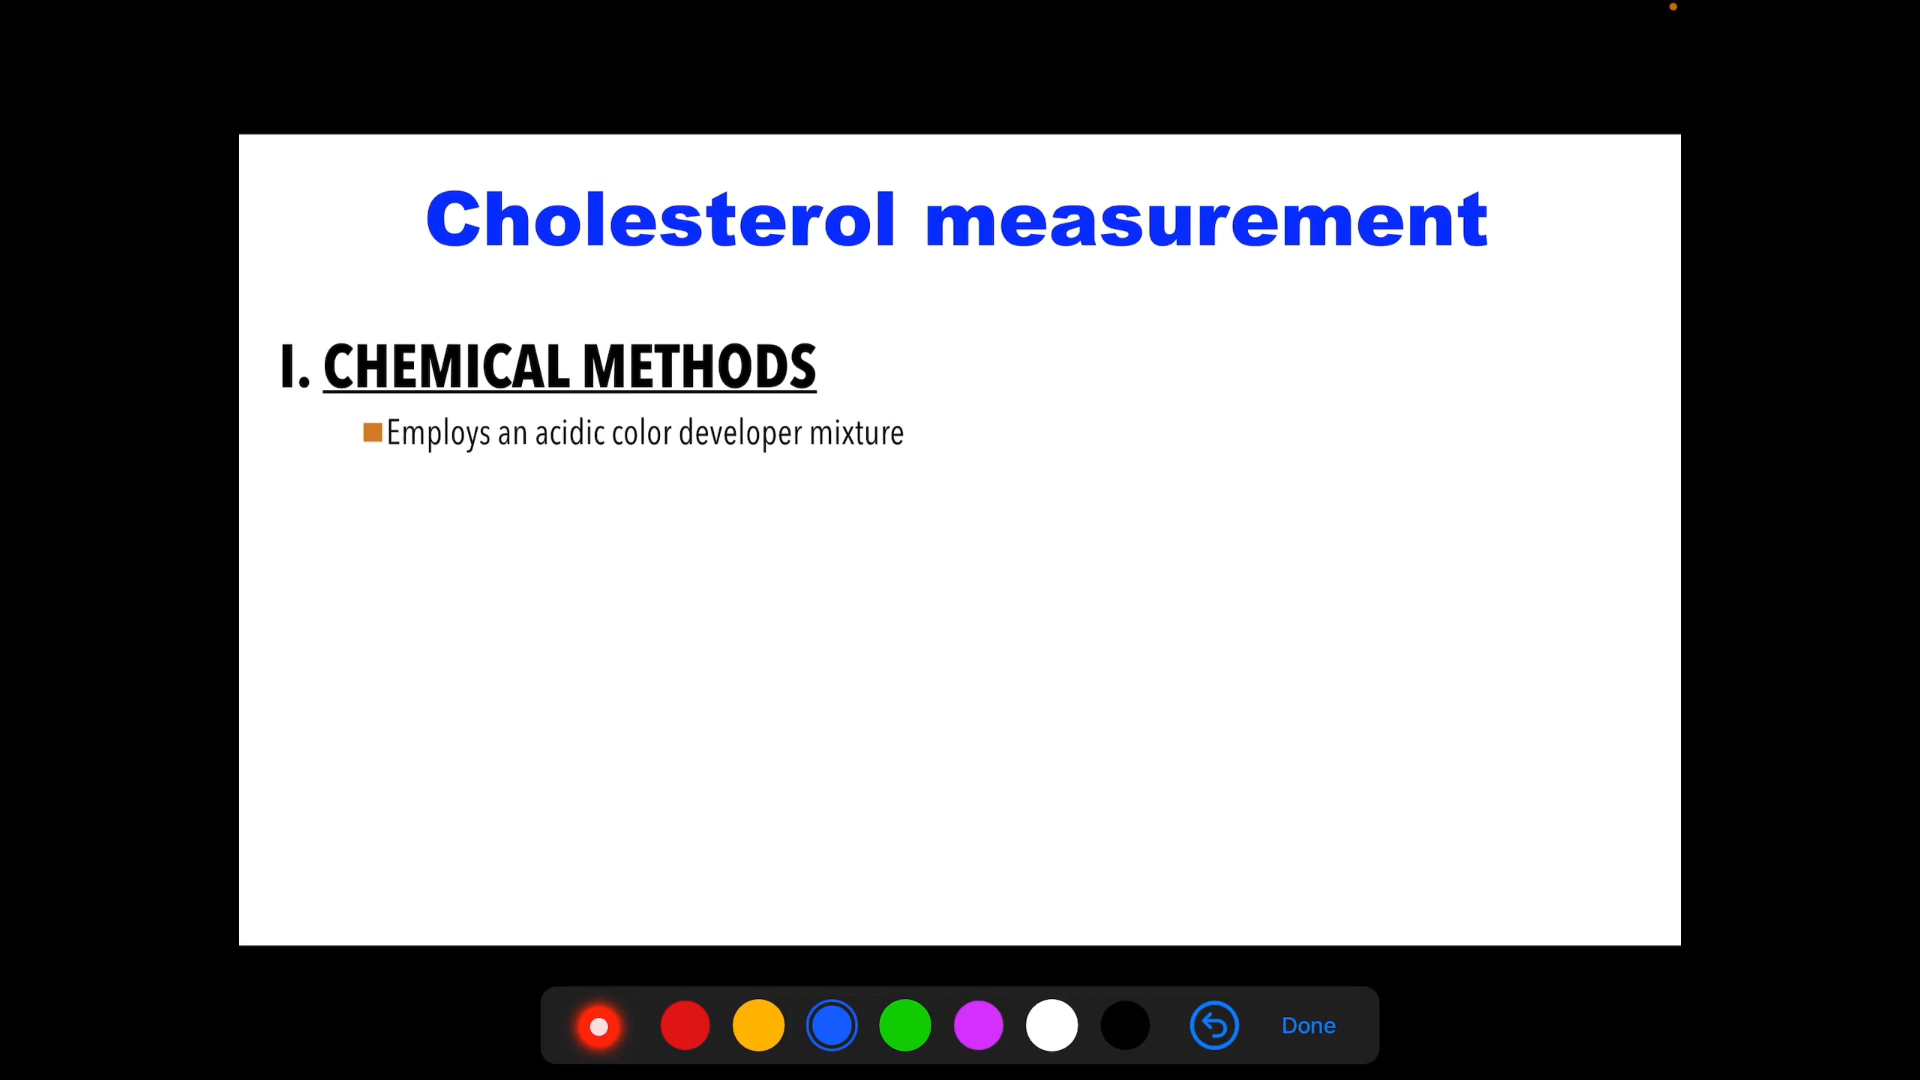 Cholesterol measurement
I. CHEMICAL METHODS
Employs an acidic color developer mixture
Done